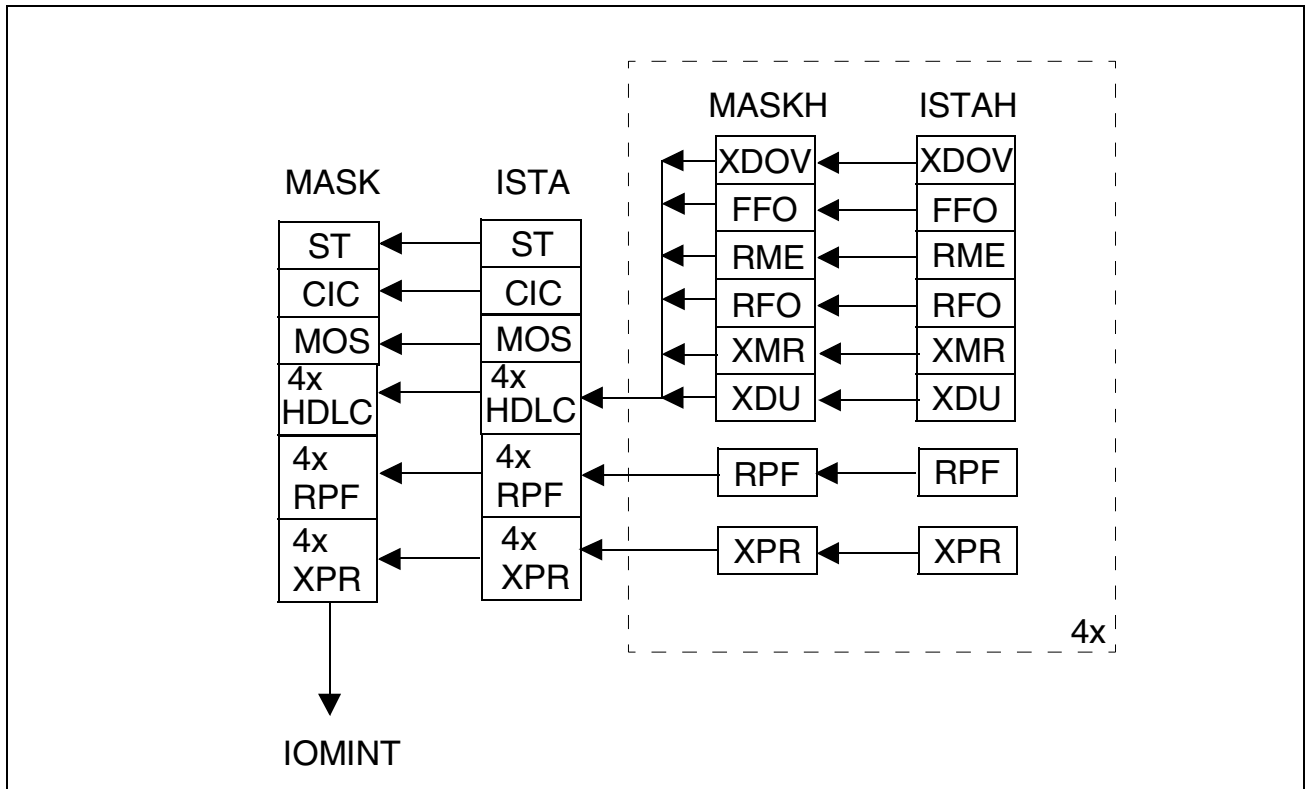 MASKH ISTAH
XDOV XDOV
MASK ISTA
FFO FFO
ST ST
RME RME
CIC CIC
RFO RFO
MOS MOS
XMR XMR
4x 4x
HDLC HDLC
XDU XDU
4x 4x
RPF RPF
RPF RPF
4x 4x
XPR XPR
XPR XPR
4x
IOMINT